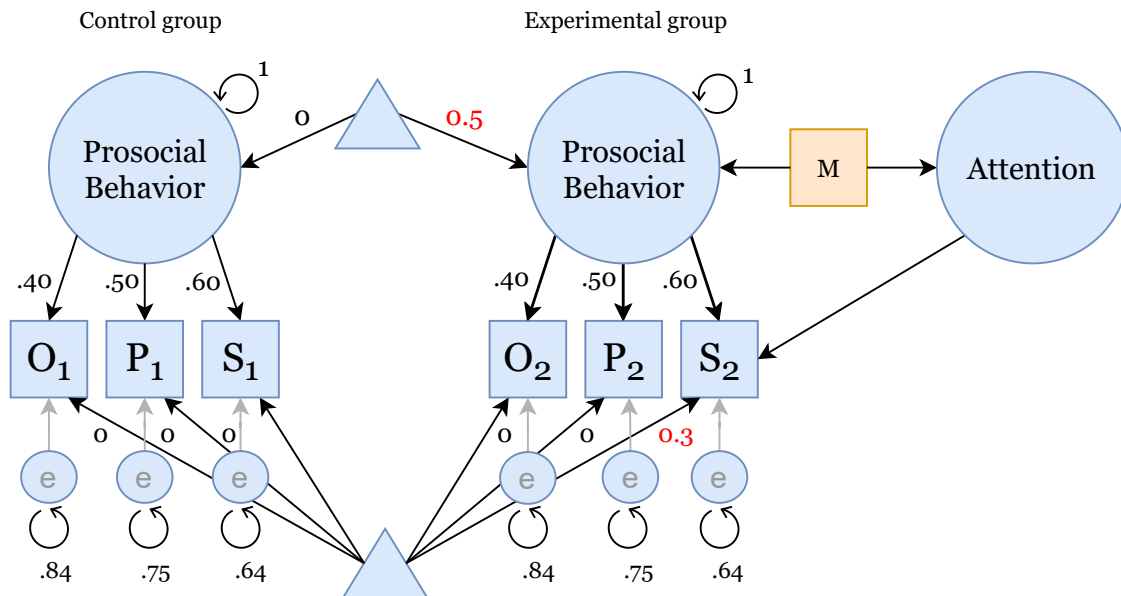 Control group
Experimental group
1
1
0
0.5
Prosocial
Behavior
Prosocial
Behavior
M
Attention
.40
.50
.60
.40
.50
.60
O1
P1
S1
O2
P2
S2
0
0
0
0
0
0.3
e
e
e
e
e
e
.84
.75
.64
.84
.75
.64